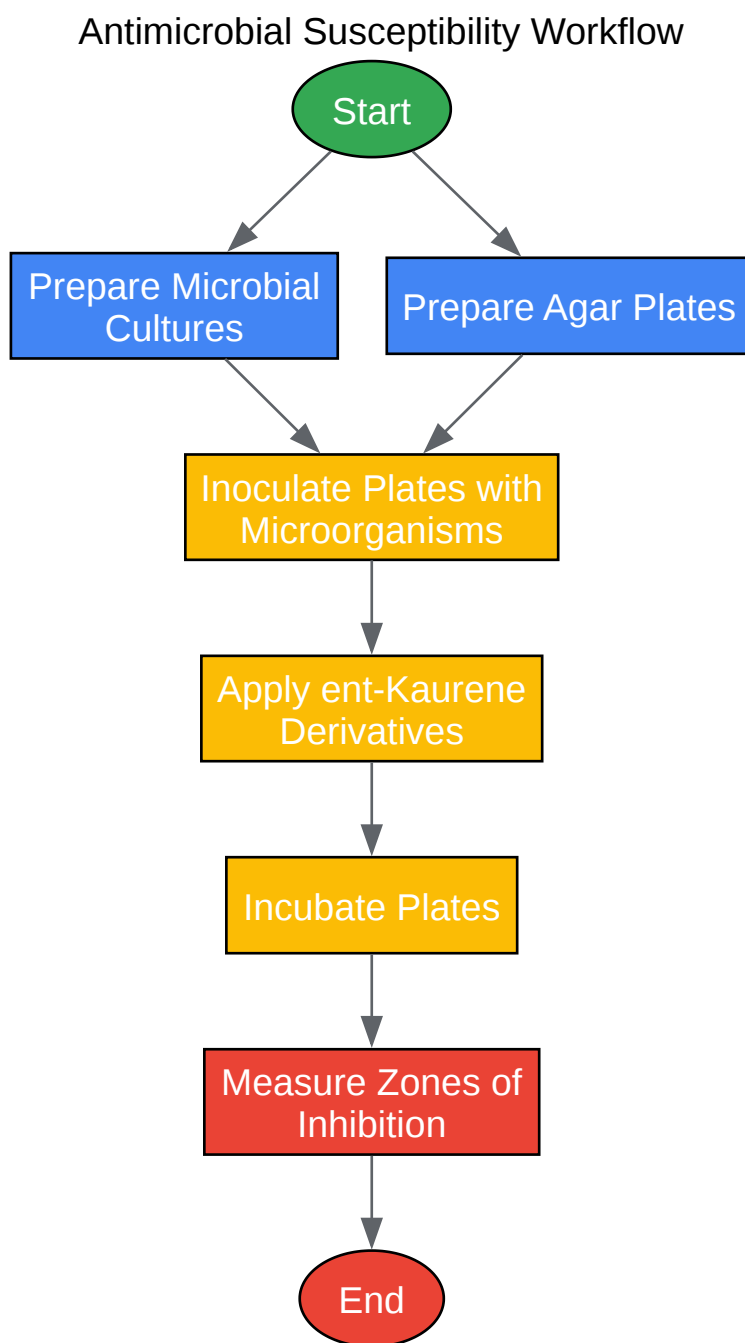 Antimicrobial Susceptibility Workflow
Start
Prepare Microbial
Cultures
Prepare Agar Plates
Inoculate Plates with
Microorganisms
Apply ent-Kaurene
Derivatives
Incubate Plates
Measure Zones of
Inhibition
End